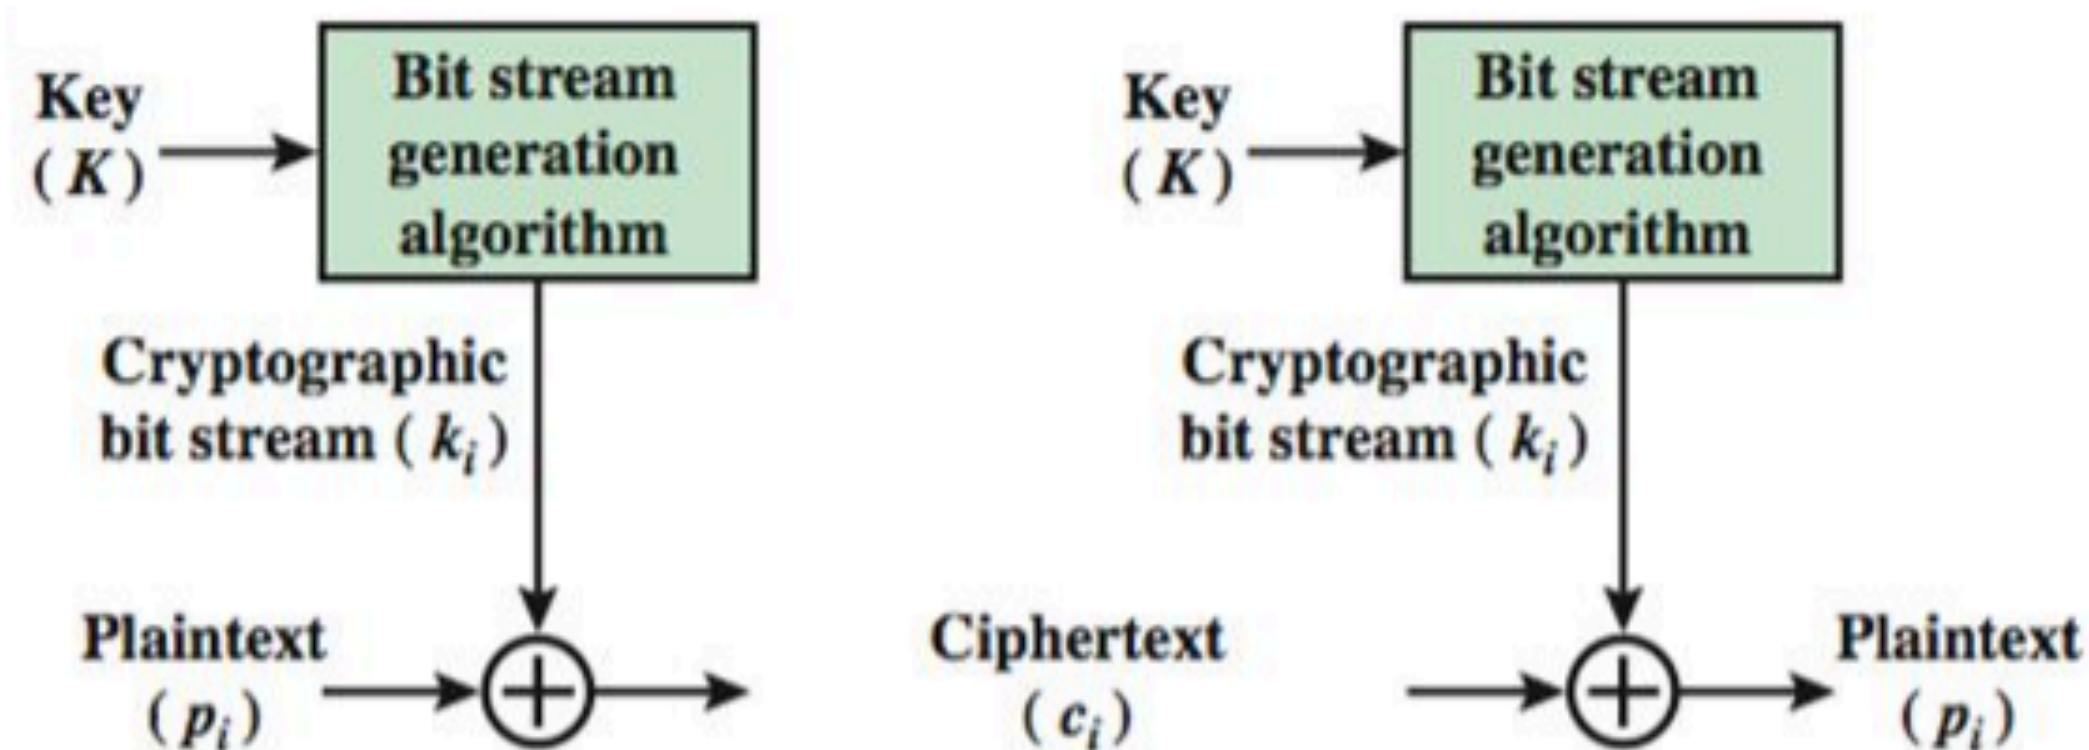 Key
(K)
Bit stream
generation
algorithm
Cryptographic
bit stream (kᵢ)
Plaintext
(pᵢ)
Ciphertext
(cᵢ)
Key
(K)
Bit stream
generation
algorithm
Cryptographic
bit stream (kᵢ)
Plaintext
(pᵢ)